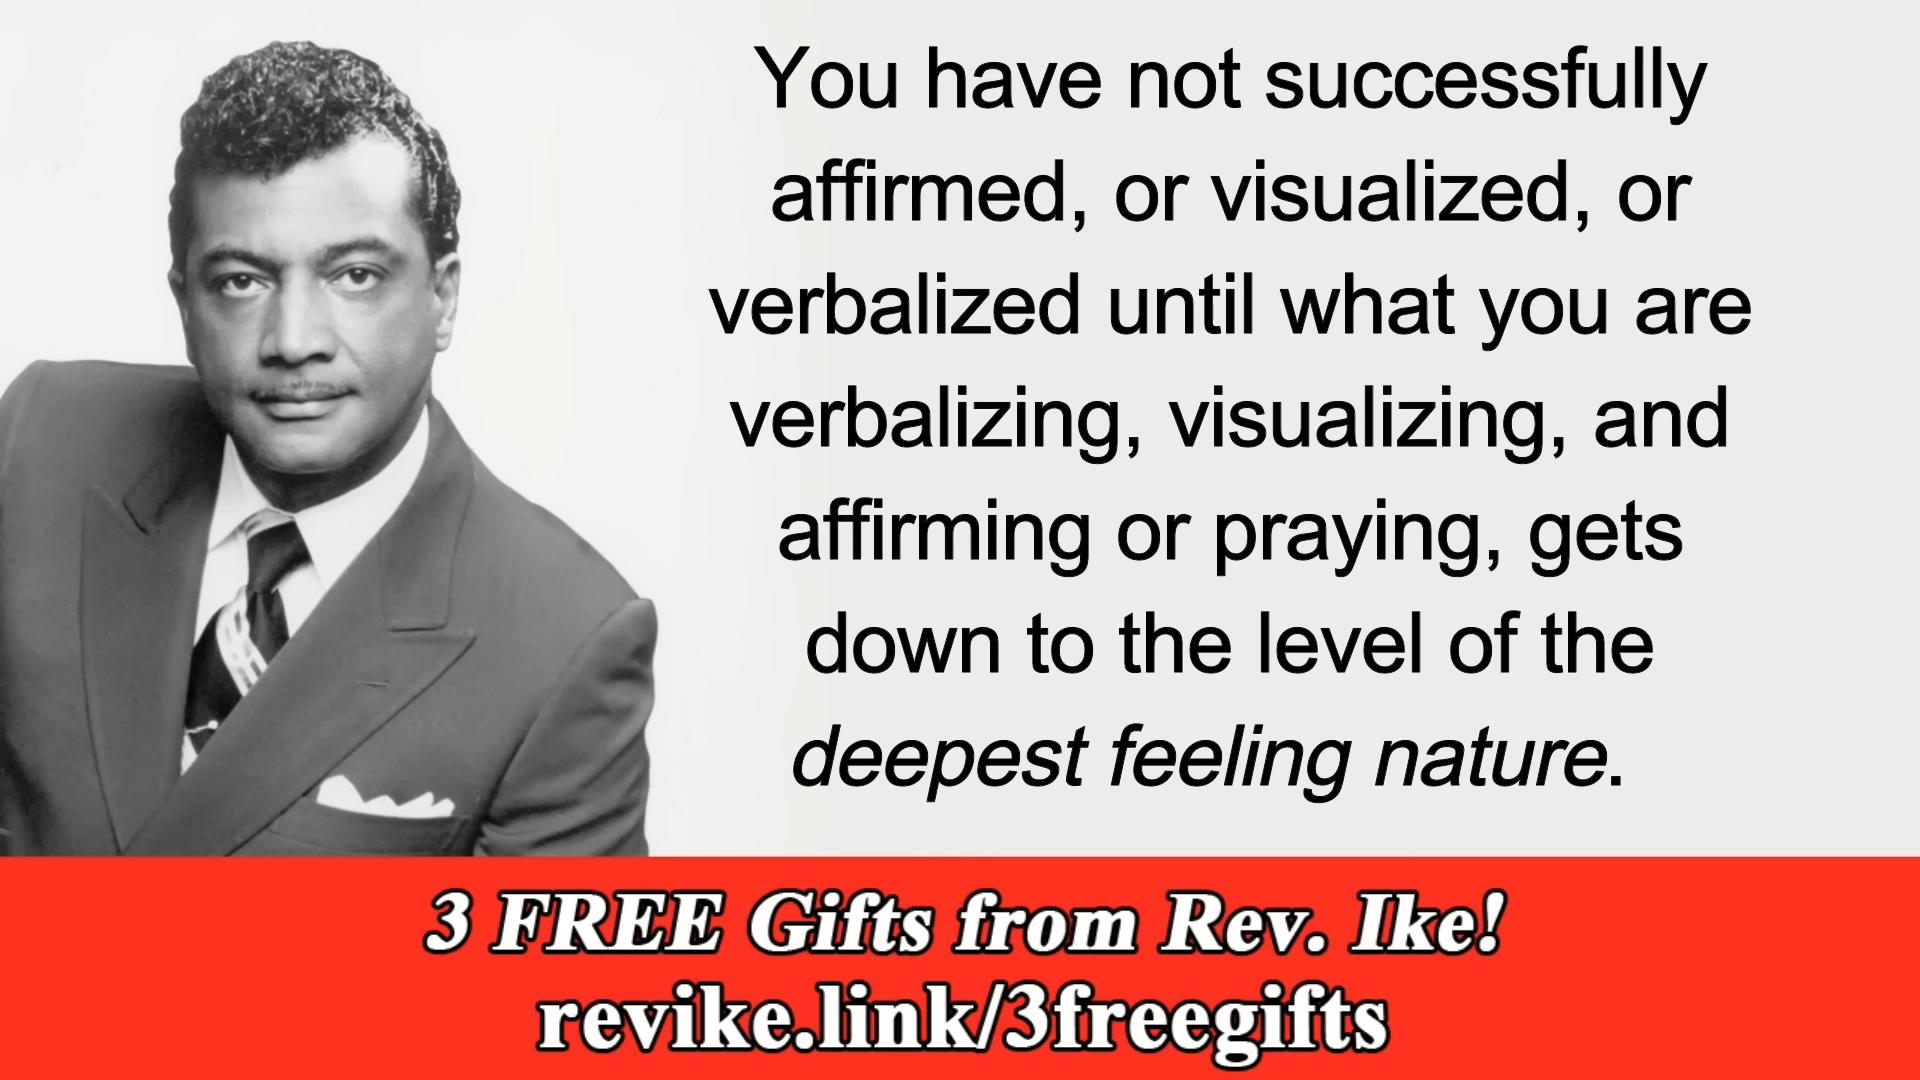 You have not successfully
affirmed, or visualized, or
verbalized until what you are
verbalizing, visualizing, and
affirming or praying, gets
down to the level of the
deepest feeling nature.
3 FREE Gifts from Rev. Ike!
revike.link/3freegifts